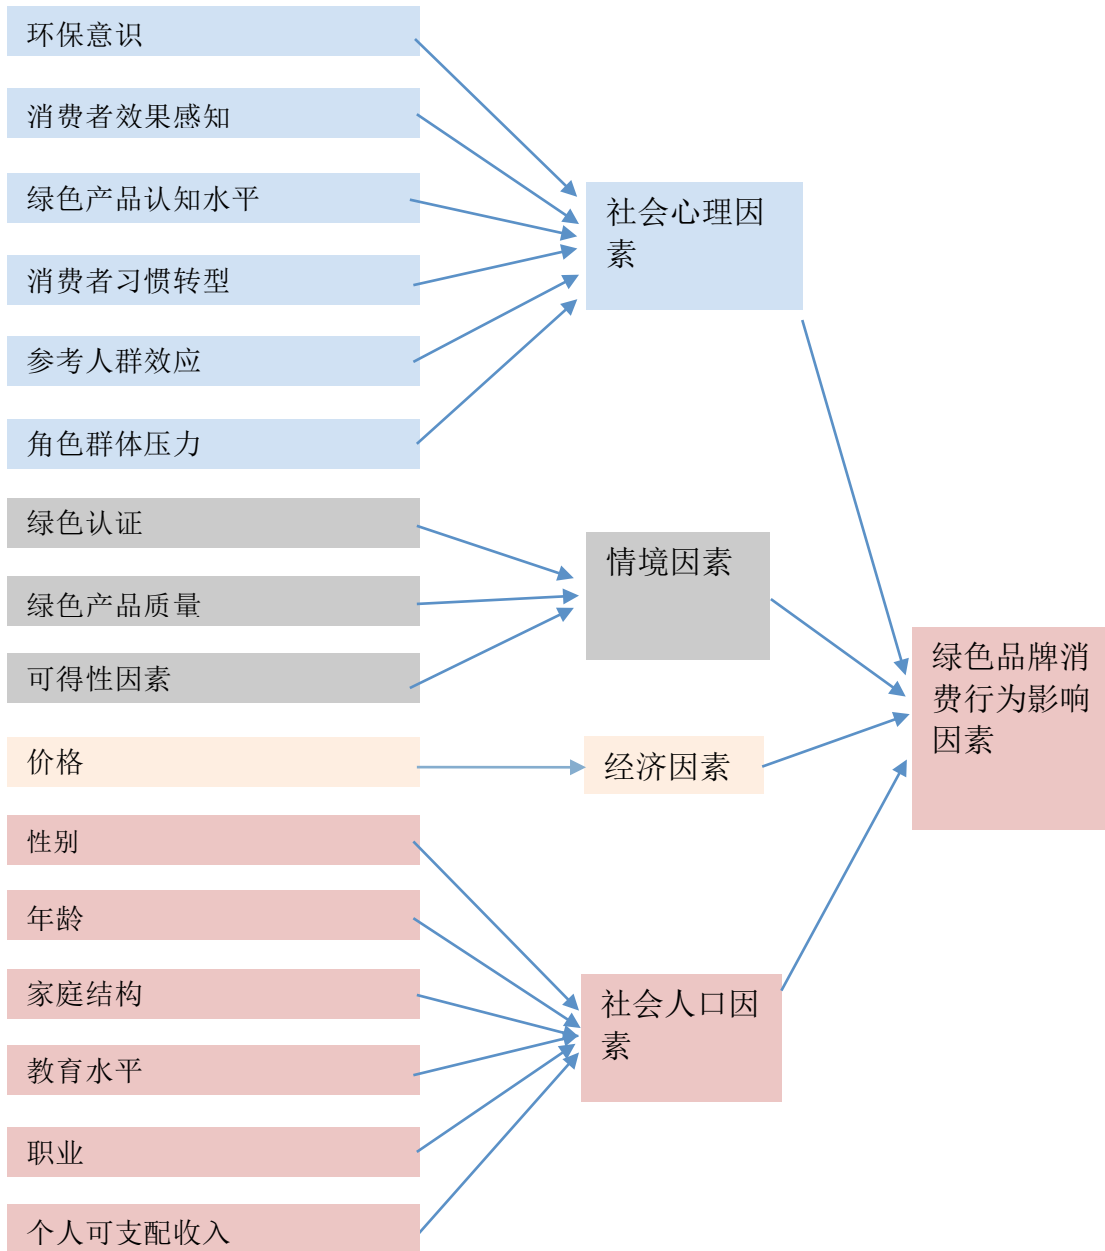 环保意识
消费者效果感知
绿色产品认知水平
消费者习惯转型
参考人群效应
角色群体压力
绿色认证
绿色产品质量
可得性因素
价格
性别
年龄
家庭结构
教育水平
职业
个人可支配收入
社会心理因
素
情境因素
经济因素
社会人口因
素
绿色品牌消
费行为影响
因素